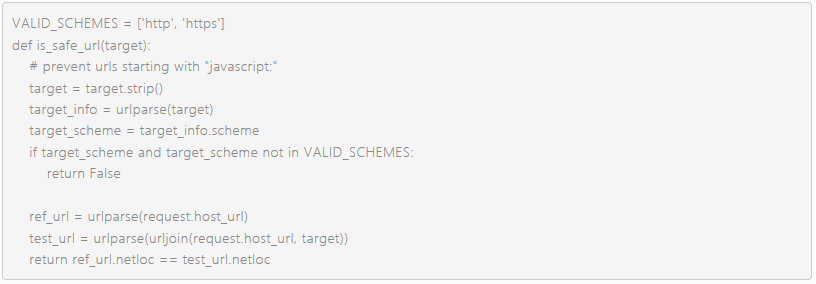 VALID_SCHEMES = ['http', 'https']
def is_safe_url(target):
    # prevent urls starting with "javascript:"
    target = target.strip()
    target_info = urlparse(target)
    target_scheme = target_info.scheme
    if target_scheme and target_scheme not in VALID_SCHEMES:
        return False

    ref_url = urlparse(request.host_url)
    test_url = urlparse(urljoin(request.host_url, target))
    return ref_url.netloc == test_url.netloc